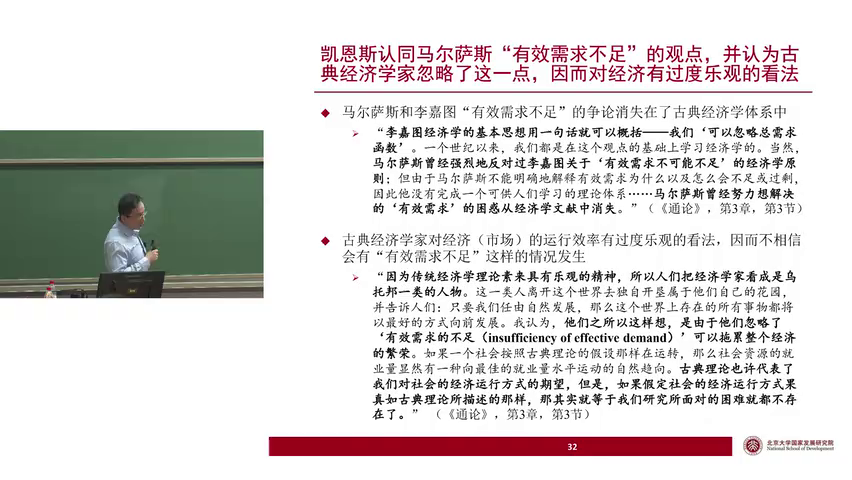 凯恩斯认同马尔萨斯“有效需求不足”的观点，并认为古
典经济学家忽略了这一点，因而对经济有过度乐观的看法
◆ 马尔萨斯和李嘉图“有效需求不足”的争论消失在了古典经济学体系中
➢ “李嘉图经济学的基本思想用一句话就可以概括——我们‘可以忽略总需求
函数’。一个世纪以来，我们都是在这个观点的基础上学习经济学的。当然，
马尔萨斯曾经强烈地反对过李嘉图关于‘有效需求不可能不足’的经济学原
则；但由于马尔萨斯不能明确地解释有效需求为什么以及怎么会不足或过剩，
因此他没有完成一个可供人们学习的理论体系……马尔萨斯曾经努力想解决
的‘有效需求’的困惑从经济学文献中消失。”（《通论》，第3章，第3节）
◆ 古典经济学家对经济（市场）的运行效率有过度乐观的看法，因而不相信
会有“有效需求不足”这样的情况发生
➢ “因为传统经济学理论素来具有乐观的精神，所以人们把经济学家看成是乌
托邦一类的人物。这一类人离开这个世界去独自开垦属于他们自己的花园，
并告诉人们：只要我们任由自然发展，那么这个世界上存在的所有事物都将
以最好的方向前发展。我认为，他们之所以这样想，是由于他们忽略了
‘有效需求的不足（insufficiency of effective demand）’可以拖累整个经济
的繁荣。如果一个社会按照古典理论的假设那样在运转，那么社会资源的就
业量显然有一种向最佳的就业量水平运动的自然趋向。古典理论也许代表了
我们对社会的经济运行方式的期望，但是，如果假定社会的经济运行方式果
真如古典理论所描述的那样，那其实就等于我们研究所面对的困难就都不存
在了。”（《通论》，第3章，第3节）
32
北京大学国家发展研究院
National School of Development